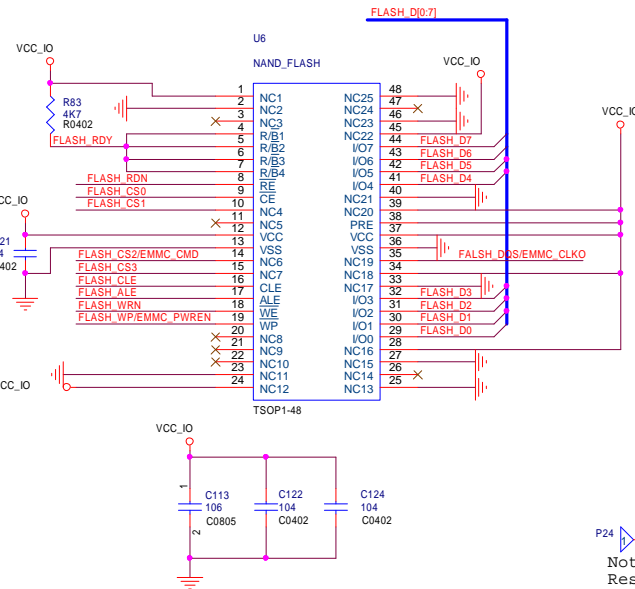 FLASH_D[0:7]
U6
VCC_IO
NAND_FLASH
VCC_IO
R83
4K7
R0402
VCC_IO
FLASH_RDY
1 NC1 NC25 48
2 NC2 NC24 47
3 NC3 NC23 46
4 R/B1 NC22 45
5 R/B2 I/O7 44 FLASH_D7
6 R/B3 I/O6 43 FLASH_D6
7 R/B4 I/O5 42 FLASH_D5
FLASH_RDN 8 RE I/O4 41 FLASH_D4
FLASH_CS0 9 CE NC21 40
FLASH_CS1 10 NC4 NC20 39
11 NC5 PRE 38
12 VCC VCC 37
13 VSS VSS 36
FLASH_CS2/EMMC_CMD 14 NC6 NC19 35 FALSH_DQS/EMMC_CLKO
FLASH_CS3 15 NC7 NC18 34
FLASH_CLE 16 CLE NC17 33
FLASH_ALE 17 ALE I/O3 32 FLASH_D3
FLASH_WRN 18 WE I/O2 31 FLASH_D2
FLASH_WP/EMMC_PWREN 19 WP I/O1 30 FLASH_D1
20 NC8 I/O0 29 FLASH_D0
21 NC9 NC16 28
22 NC10 NC15 27
23 NC11 NC14 26
24 NC12 NC13 25
TSOP1-48
VCC_IO
C113
106
C0805
1
2
C122
104
C0402
C124
104
C0402
P24
1